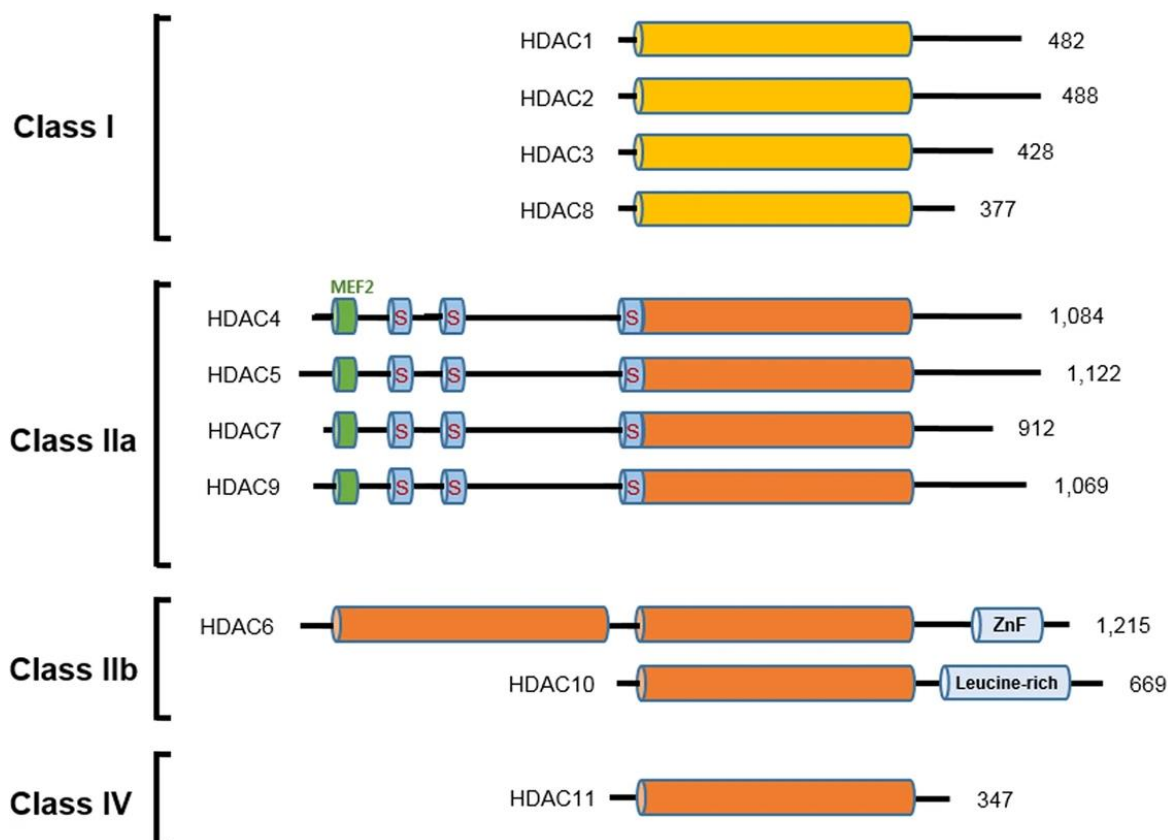 Class I
HDAC1 482
HDAC2 488
HDAC3 428
HDAC8 377
Class IIa
MEF2
HDAC4 S S S 1,084
HDAC5 S S S 1,122
HDAC7 S S S 912
HDAC9 S S S 1,069
Class IIb
HDAC6 ZnF 1,215
HDAC10 Leucine-rich 669
Class IV
HDAC11 347